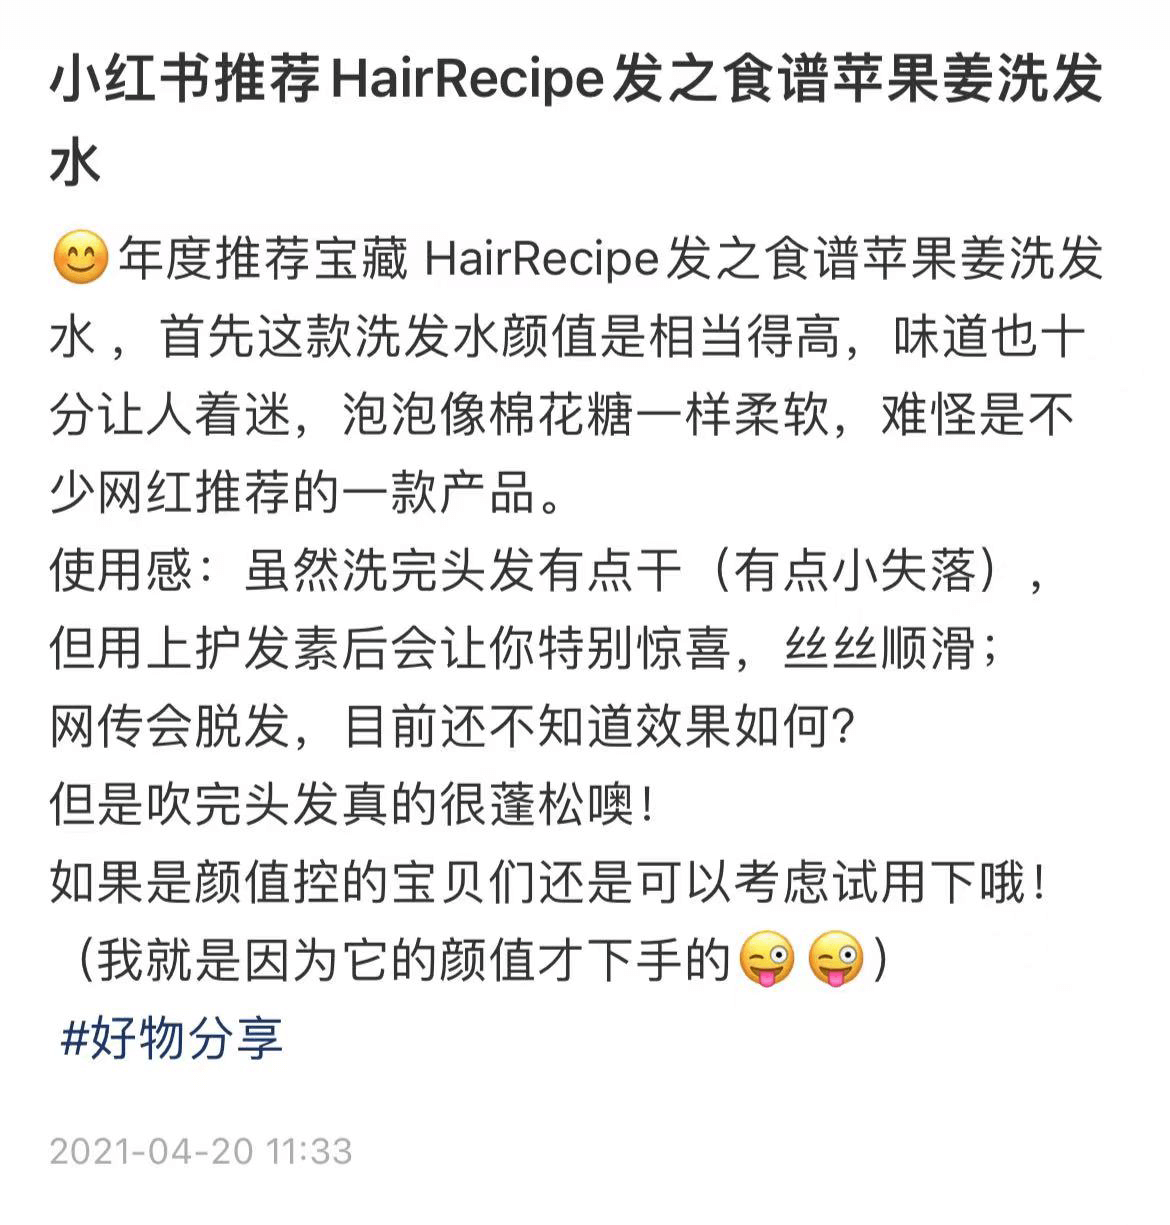 小红书推荐HairRecipe发之食谱苹果姜洗发
水
😊年度推荐宝藏 HairRecipe发之食谱苹果姜洗发
水 ，首先这款洗发水颜值是相当得高，味道也十
分让人着迷，泡泡像棉花糖一样柔软，难怪是不
少网红推荐的一款产品。
使用感：虽然洗完头发有点干（有点小失落），
但用上护发素后会让你特别惊喜，丝丝顺滑；
网传会脱发，目前还不知道效果如何？
但是吹完头发真的很蓬松噢！
如果是颜值控的宝贝们还是可以考虑试用下哦！
（我就是因为它的颜值才下手的😜😜）
#好物分享
2021-04-20 11:33